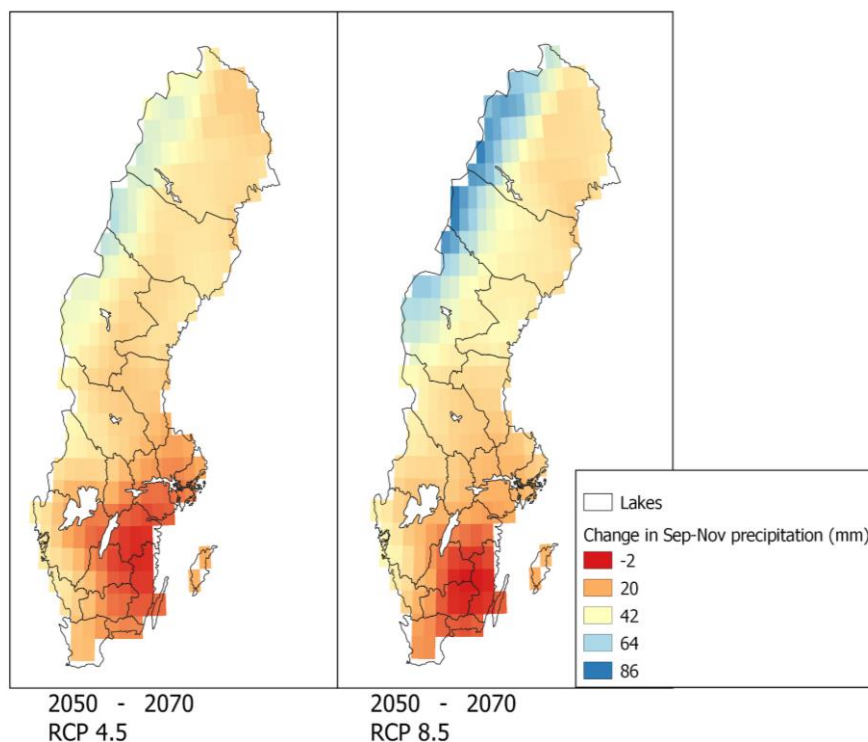 Lakes
Change in Sep-Nov precipitation (mm)
-2
20
42
64
86
2050 - 2070
RCP 4.5
2050 - 2070
RCP 8.5